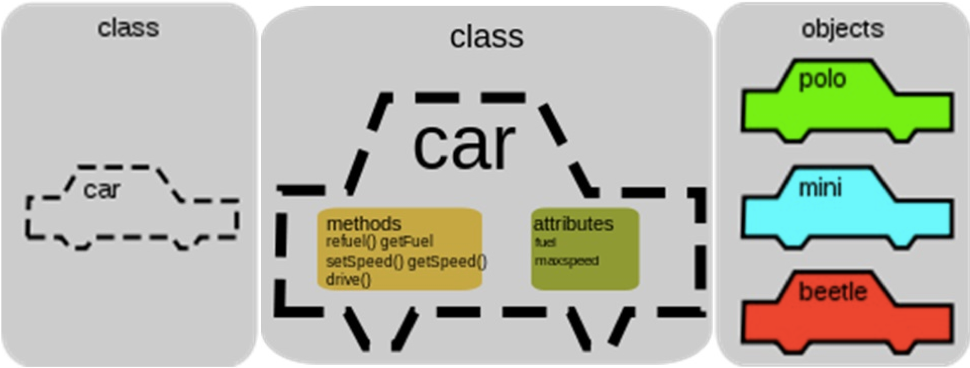 class
car
class
car
methods
refuel() getFuel
setSpeed() getSpeed()
drive()
attributes
fuel
maxspeed
objects
polo
mini
beetle